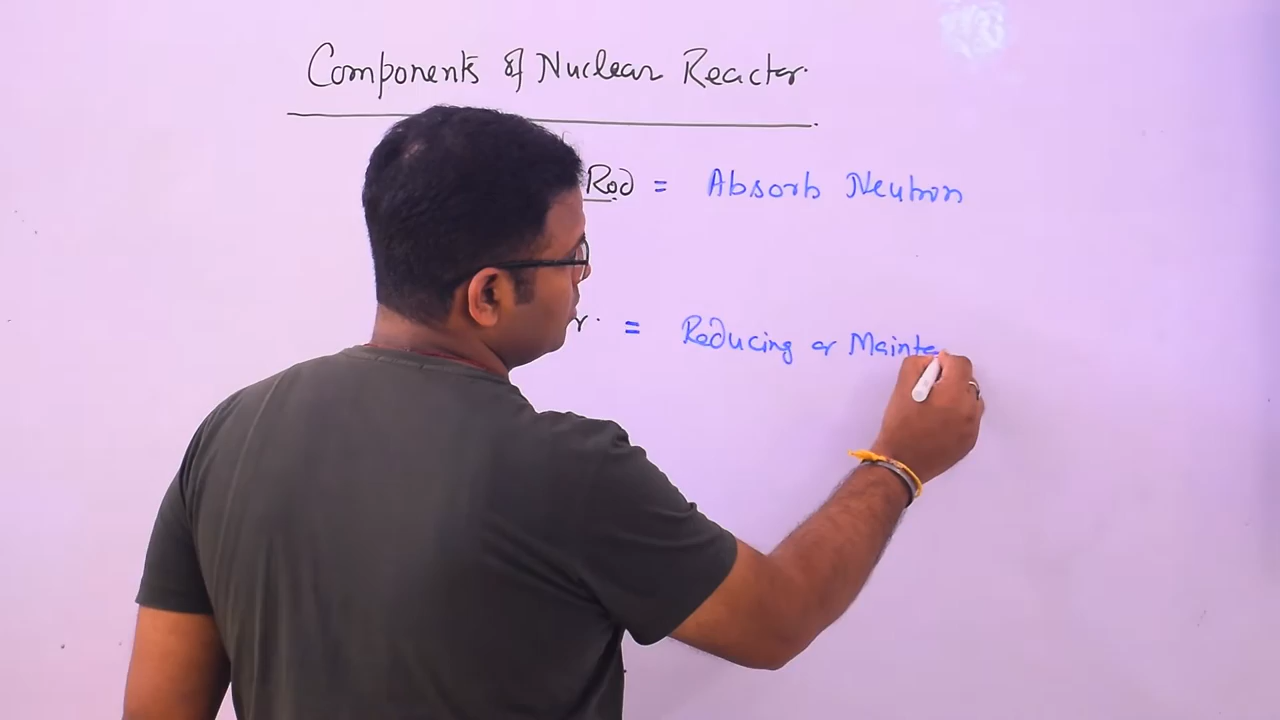 Components of Nuclear Reactor.
Rod = Absorb Neutron
r. = Reducing or Mainte